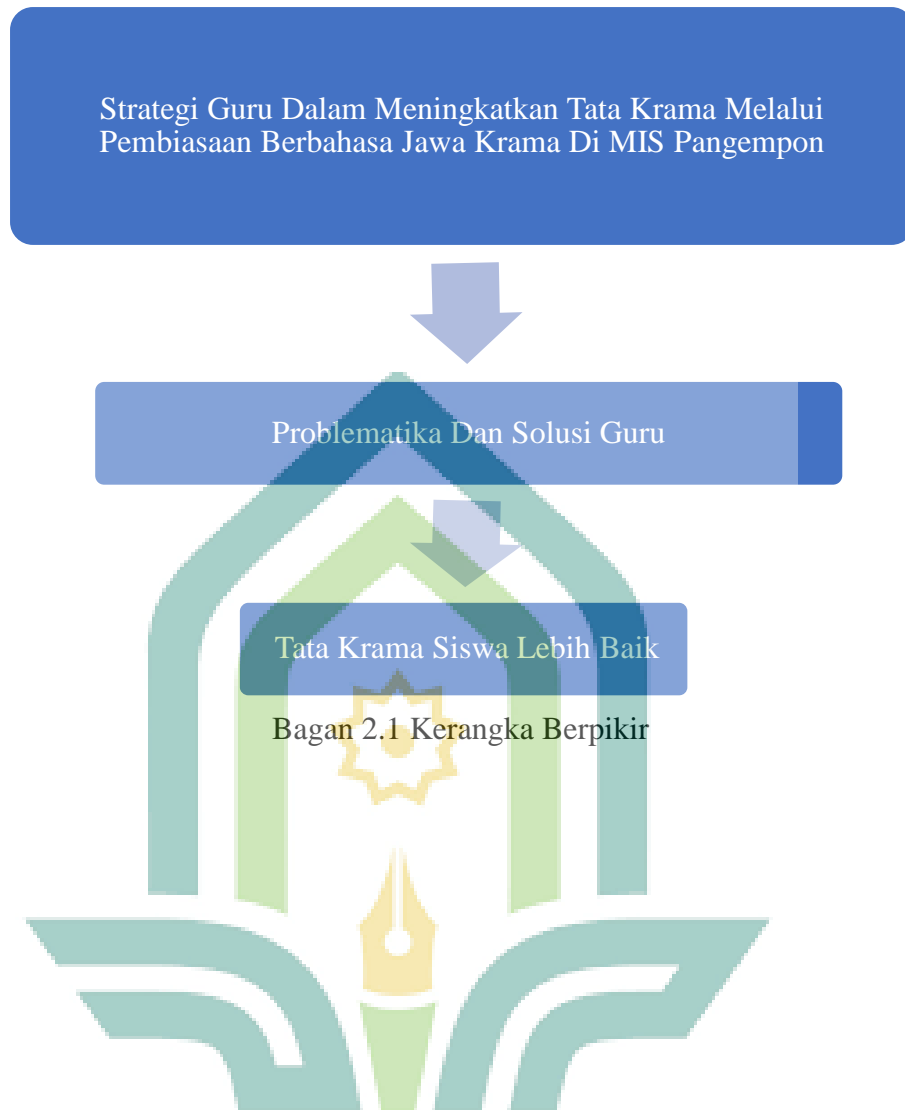 Strategi Guru Dalam Meningkatkan Tata Krama Melalui
Pembiasaan Berbahasa Jawa Krama Di MIS Pangempon
Problematika Dan Solusi Guru
Tata Krama Siswa Lebih Baik
Bagan 2.1 Kerangka Berpikir